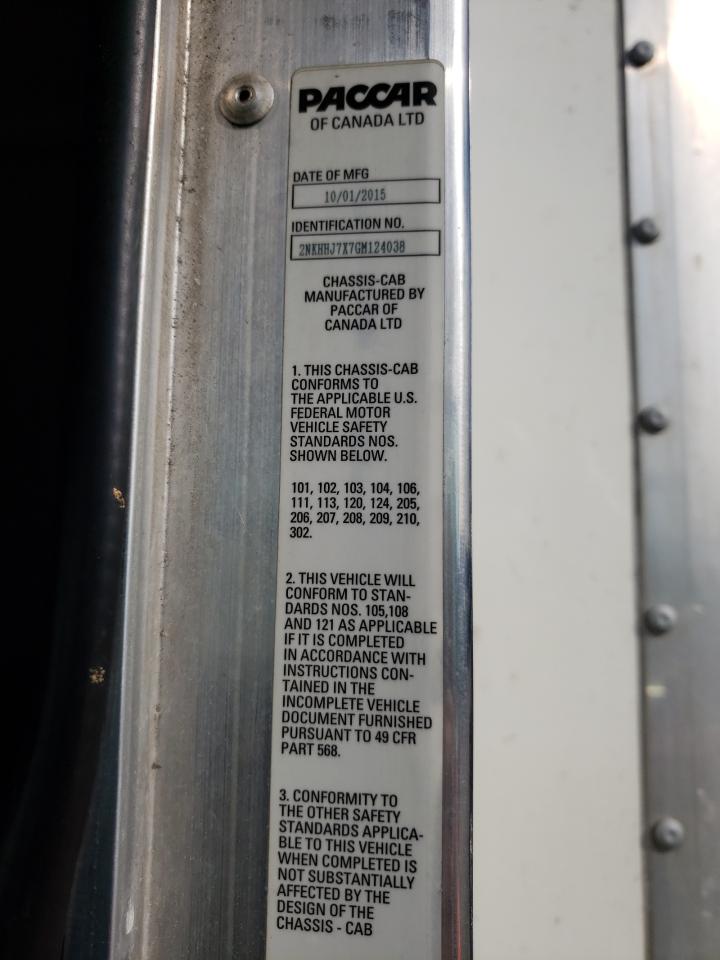 PACCAR
OF CANADA LTD
DATE OF MFG
10/01/2015
IDENTIFICATION NO.
2NKHHJ7X7GM124038
CHASSIS-CAB
MANUFACTURED BY
PACCAR OF
CANADA LTD
1. THIS CHASSIS-CAB
CONFORMS TO
THE APPLICABLE U.S.
FEDERAL MOTOR
VEHICLE SAFETY
STANDARDS NOS.
SHOWN BELOW.
101, 102, 103, 104, 106,
111, 113, 120, 124, 205,
206, 207, 208, 209, 210,
302.
2. THIS VEHICLE WILL
CONFORM TO STAN-
DARDS NOS. 105,108
AND 121 AS APPLICABLE
IF IT IS COMPLETED
IN ACCORDANCE WITH
INSTRUCTIONS CON-
TAINED IN THE
INCOMPLETE VEHICLE
DOCUMENT FURNISHED
PURSUANT TO 49 CFR
PART 568.
3. CONFORMITY TO
THE OTHER SAFETY
STANDARDS APPLICA-
BLE TO THIS VEHICLE
WHEN COMPLETED IS
NOT SUBSTANTIALLY
AFFECTED BY THE
DESIGN OF THE
CHASSIS - CAB